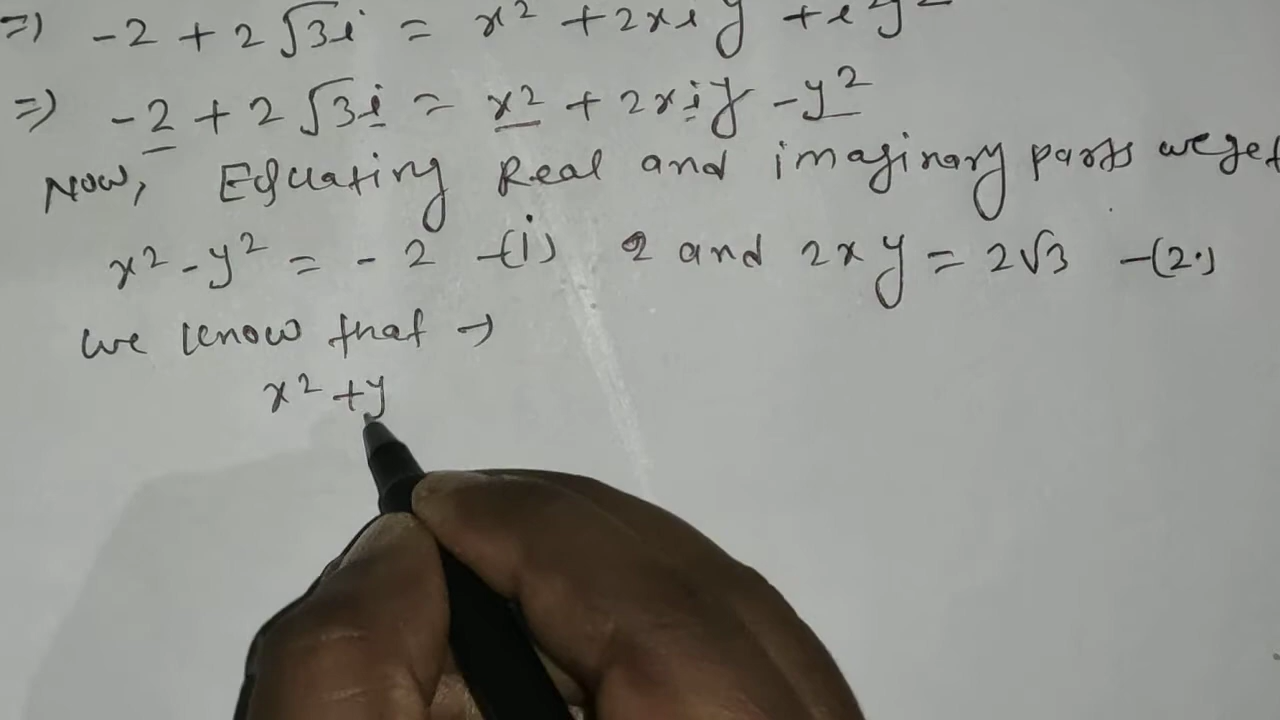 =) -2 + 2√3i = x² + 2xiy + i²y²
=) -2 + 2√3i = x² + 2xiy - y²
Now, Equating Real and imaginary parts we get
x² - y² = - 2 -(i) 2 and 2xy = 2√3 -(2.)
we know that →
x² + y